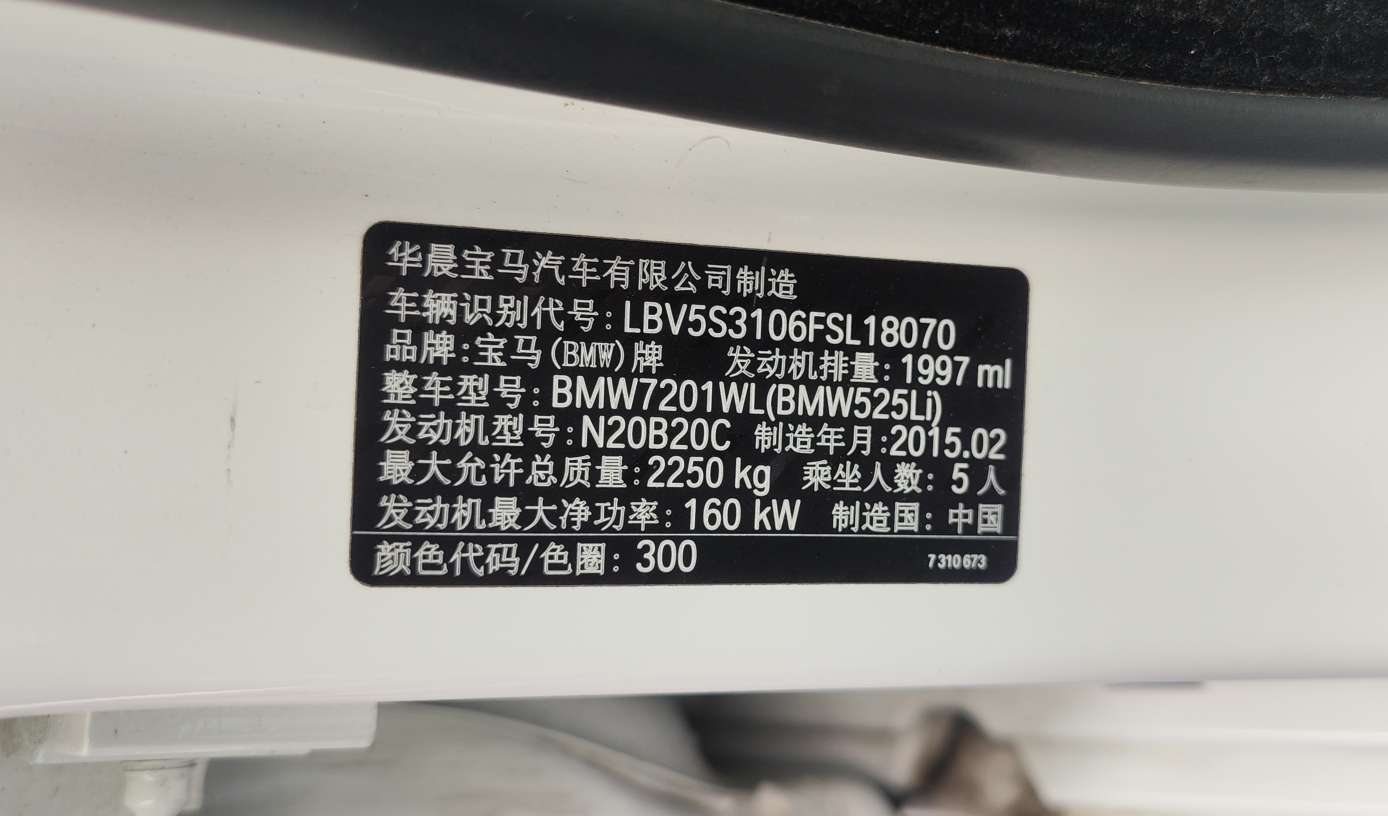 华晨宝马汽车有限公司制造
车辆识别代号: LBV5S3106FSL18070
品牌:宝马(BMW)牌 发动机排量: 1997 ml
整车型号: BMW7201WL(BMW525Li)
发动机型号: N20B20C 制造年月:2015.02
最大允许总质量: 2250 kg 乘坐人数: 5 人
发动机最大净功率: 160 kW 制造国: 中国
颜色代码/色圈: 300 7 310 673